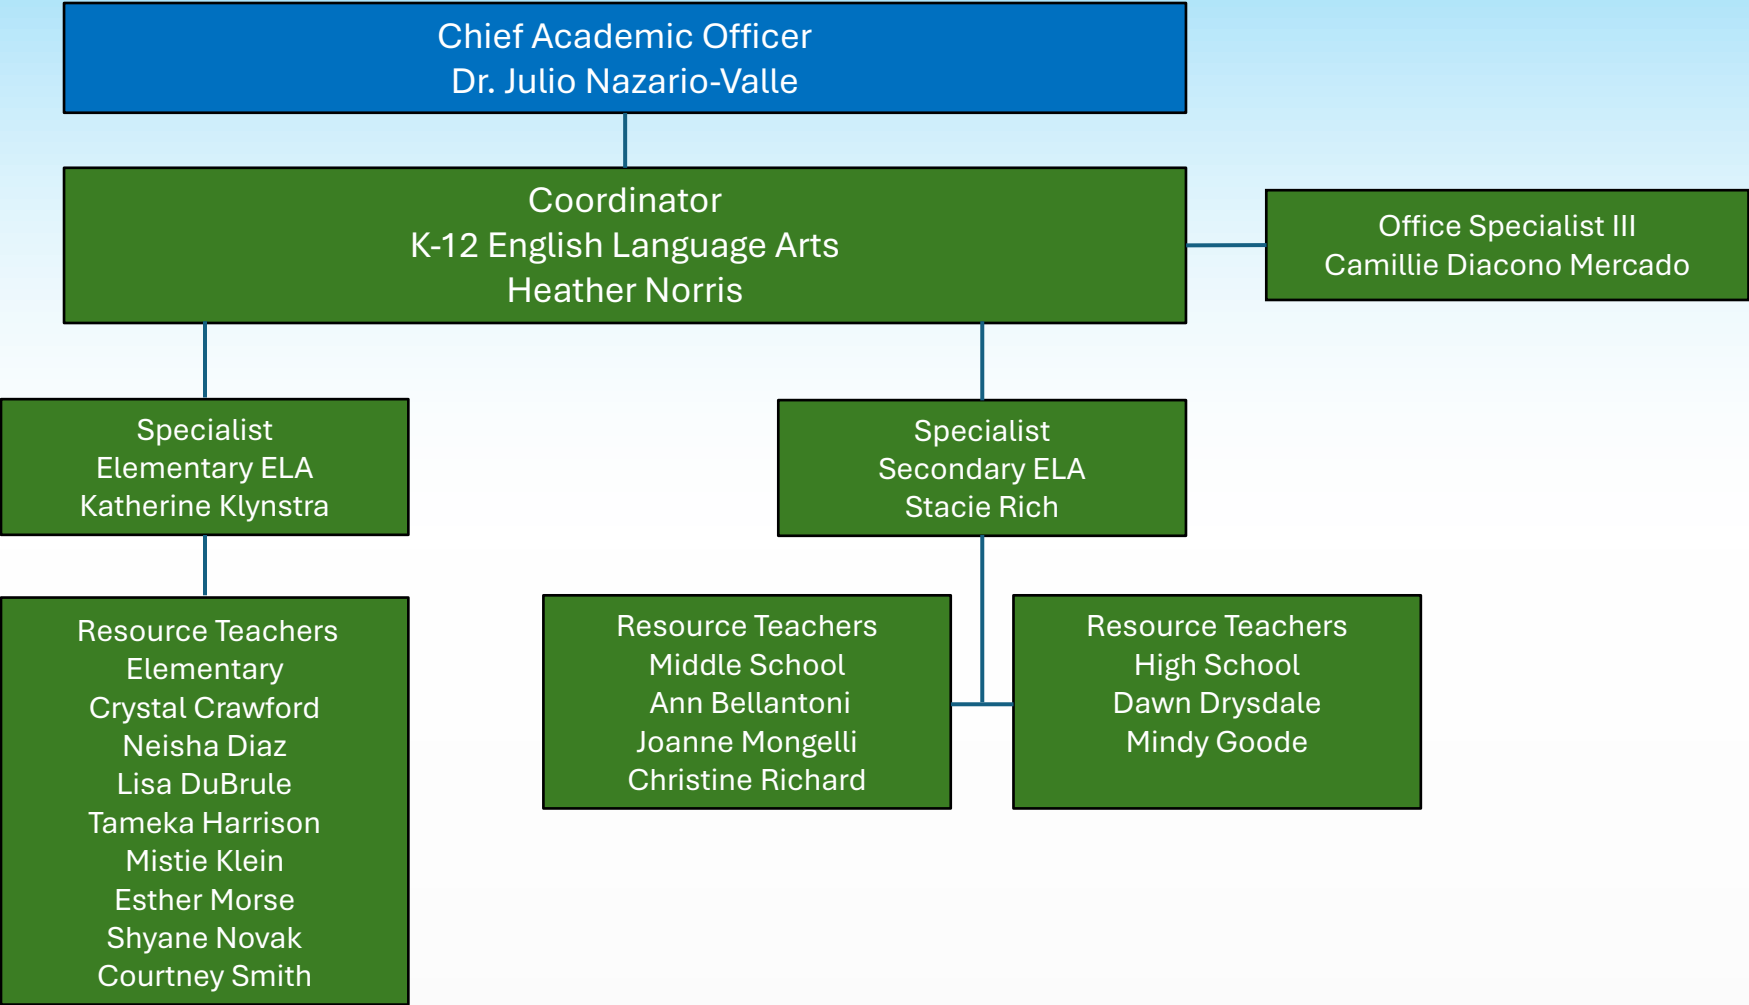 Chief Academic Officer
Dr. Julio Nazario-Valle
Coordinator
K-12 English Language Arts
Heather Norris
Office Specialist III
Camillie Diacono Mercado
Specialist
Elementary ELA
Katherine Klynstra
Specialist
Secondary ELA
Stacie Rich
Resource Teachers
Elementary
Crystal Crawford
Neisha Diaz
Lisa DuBrule
Tameka Harrison
Mistie Klein
Esther Morse
Shyane Novak
Courtney Smith
Resource Teachers
Middle School
Ann Bellantoni
Joanne Mongelli
Christine Richard
Resource Teachers
High School
Dawn Drysdale
Mindy Goode